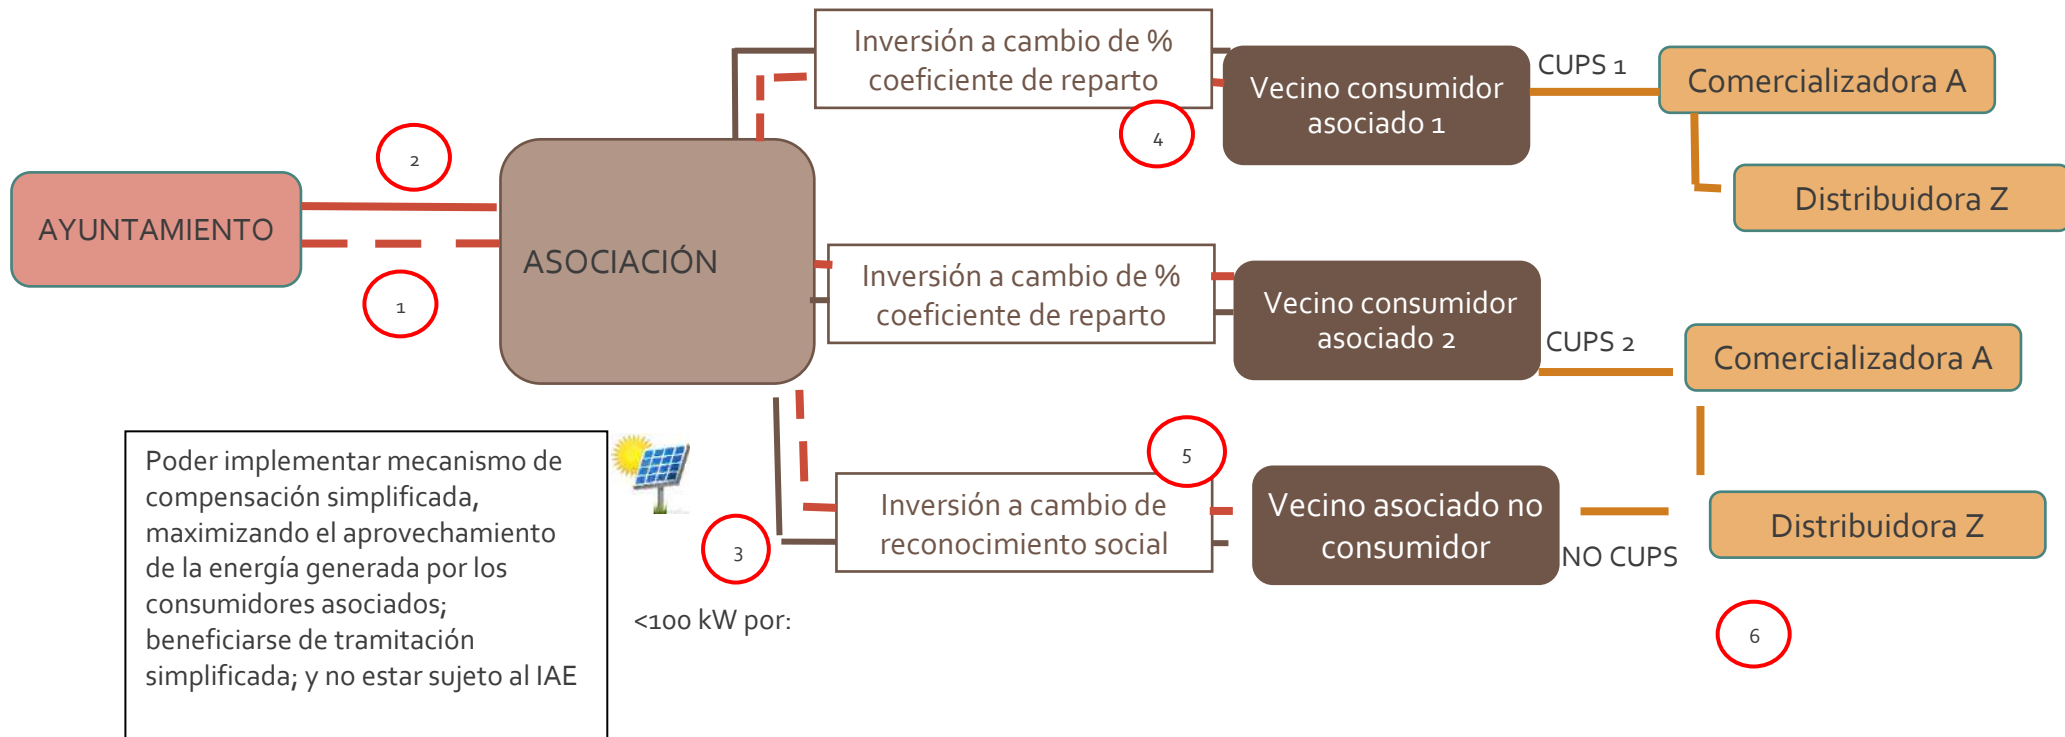 Inversión a cambio de %
coeficiente de reparto
4
Vecino consumidor
asociado 1
CUPS 1
Comercializadora A
Distribuidora Z
AYUNTAMIENTO
2
1
ASOCIACIÓN
Inversión a cambio de %
coeficiente de reparto
Vecino consumidor
asociado 2
CUPS 2
Comercializadora A
Distribuidora Z
5
Inversión a cambio de
reconocimiento social
Vecino asociado no
consumidor
NO CUPS
6
3
<100 kW por:
Poder implementar mecanismo de
compensación simplificada,
maximizando el aprovechamiento
de la energía generada por los
consumidores asociados;
beneficiarse de tramitación
simplificada; y no estar sujeto al IAE